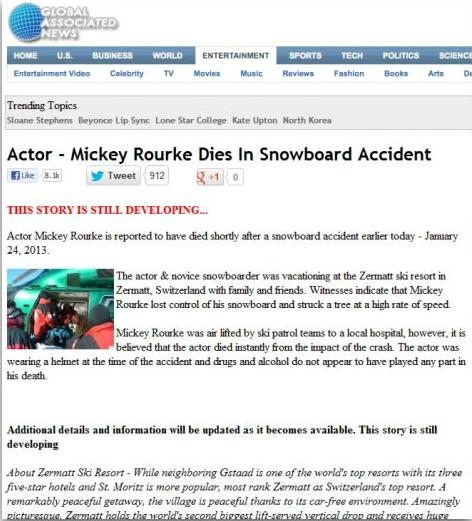 GLOBAL
ASSOCIATED
NEWS
HOME U.S. BUSINESS WORLD ENTERTAINMENT SPORTS TECH POLITICS SCIENCE
Entertainment Video Celebrity TV Movies Music Reviews Fashion Books Arts De
Trending Topics
Sloane Stephens Beyonce Lip Sync Lone Star College Kate Upton North Korea
Actor - Mickey Rourke Dies In Snowboard Accident
Like 8.1k Tweet 912 g +1 0
THIS STORY IS STILL DEVELOPING...
Actor Mickey Rourke is reported to have died shortly after a snowboard accident earlier today - January
24, 2013.
The actor & novice snowboarder was vacationing at the Zermatt ski resort in
Zermatt, Switzerland with family and friends. Witnesses indicate that Mickey
Rourke lost control of his snowboard and struck a tree at a high rate of speed.
Mickey Rourke was air lifted by ski patrol teams to a local hospital, however, it is
believed that the actor died instantly from the impact of the crash. The actor was
wearing a helmet at the time of the accident and drugs and alcohol do not appear to have played any part in
his death.
Additional details and information will be updated as it becomes available. This story is still
developing
About Zermatt Ski Resort - While neighboring Gstaad is one of the world's top resorts with its three
five-star hotels and St. Moritz is more popular, most rank Zermatt as Switzerland's top resort. A
remarkably peaceful getaway, the village is peaceful thanks to its car-free environment. Amazingly
picturesque, Zermatt holds the world's second biggest lift-served vertical drop and receives huge